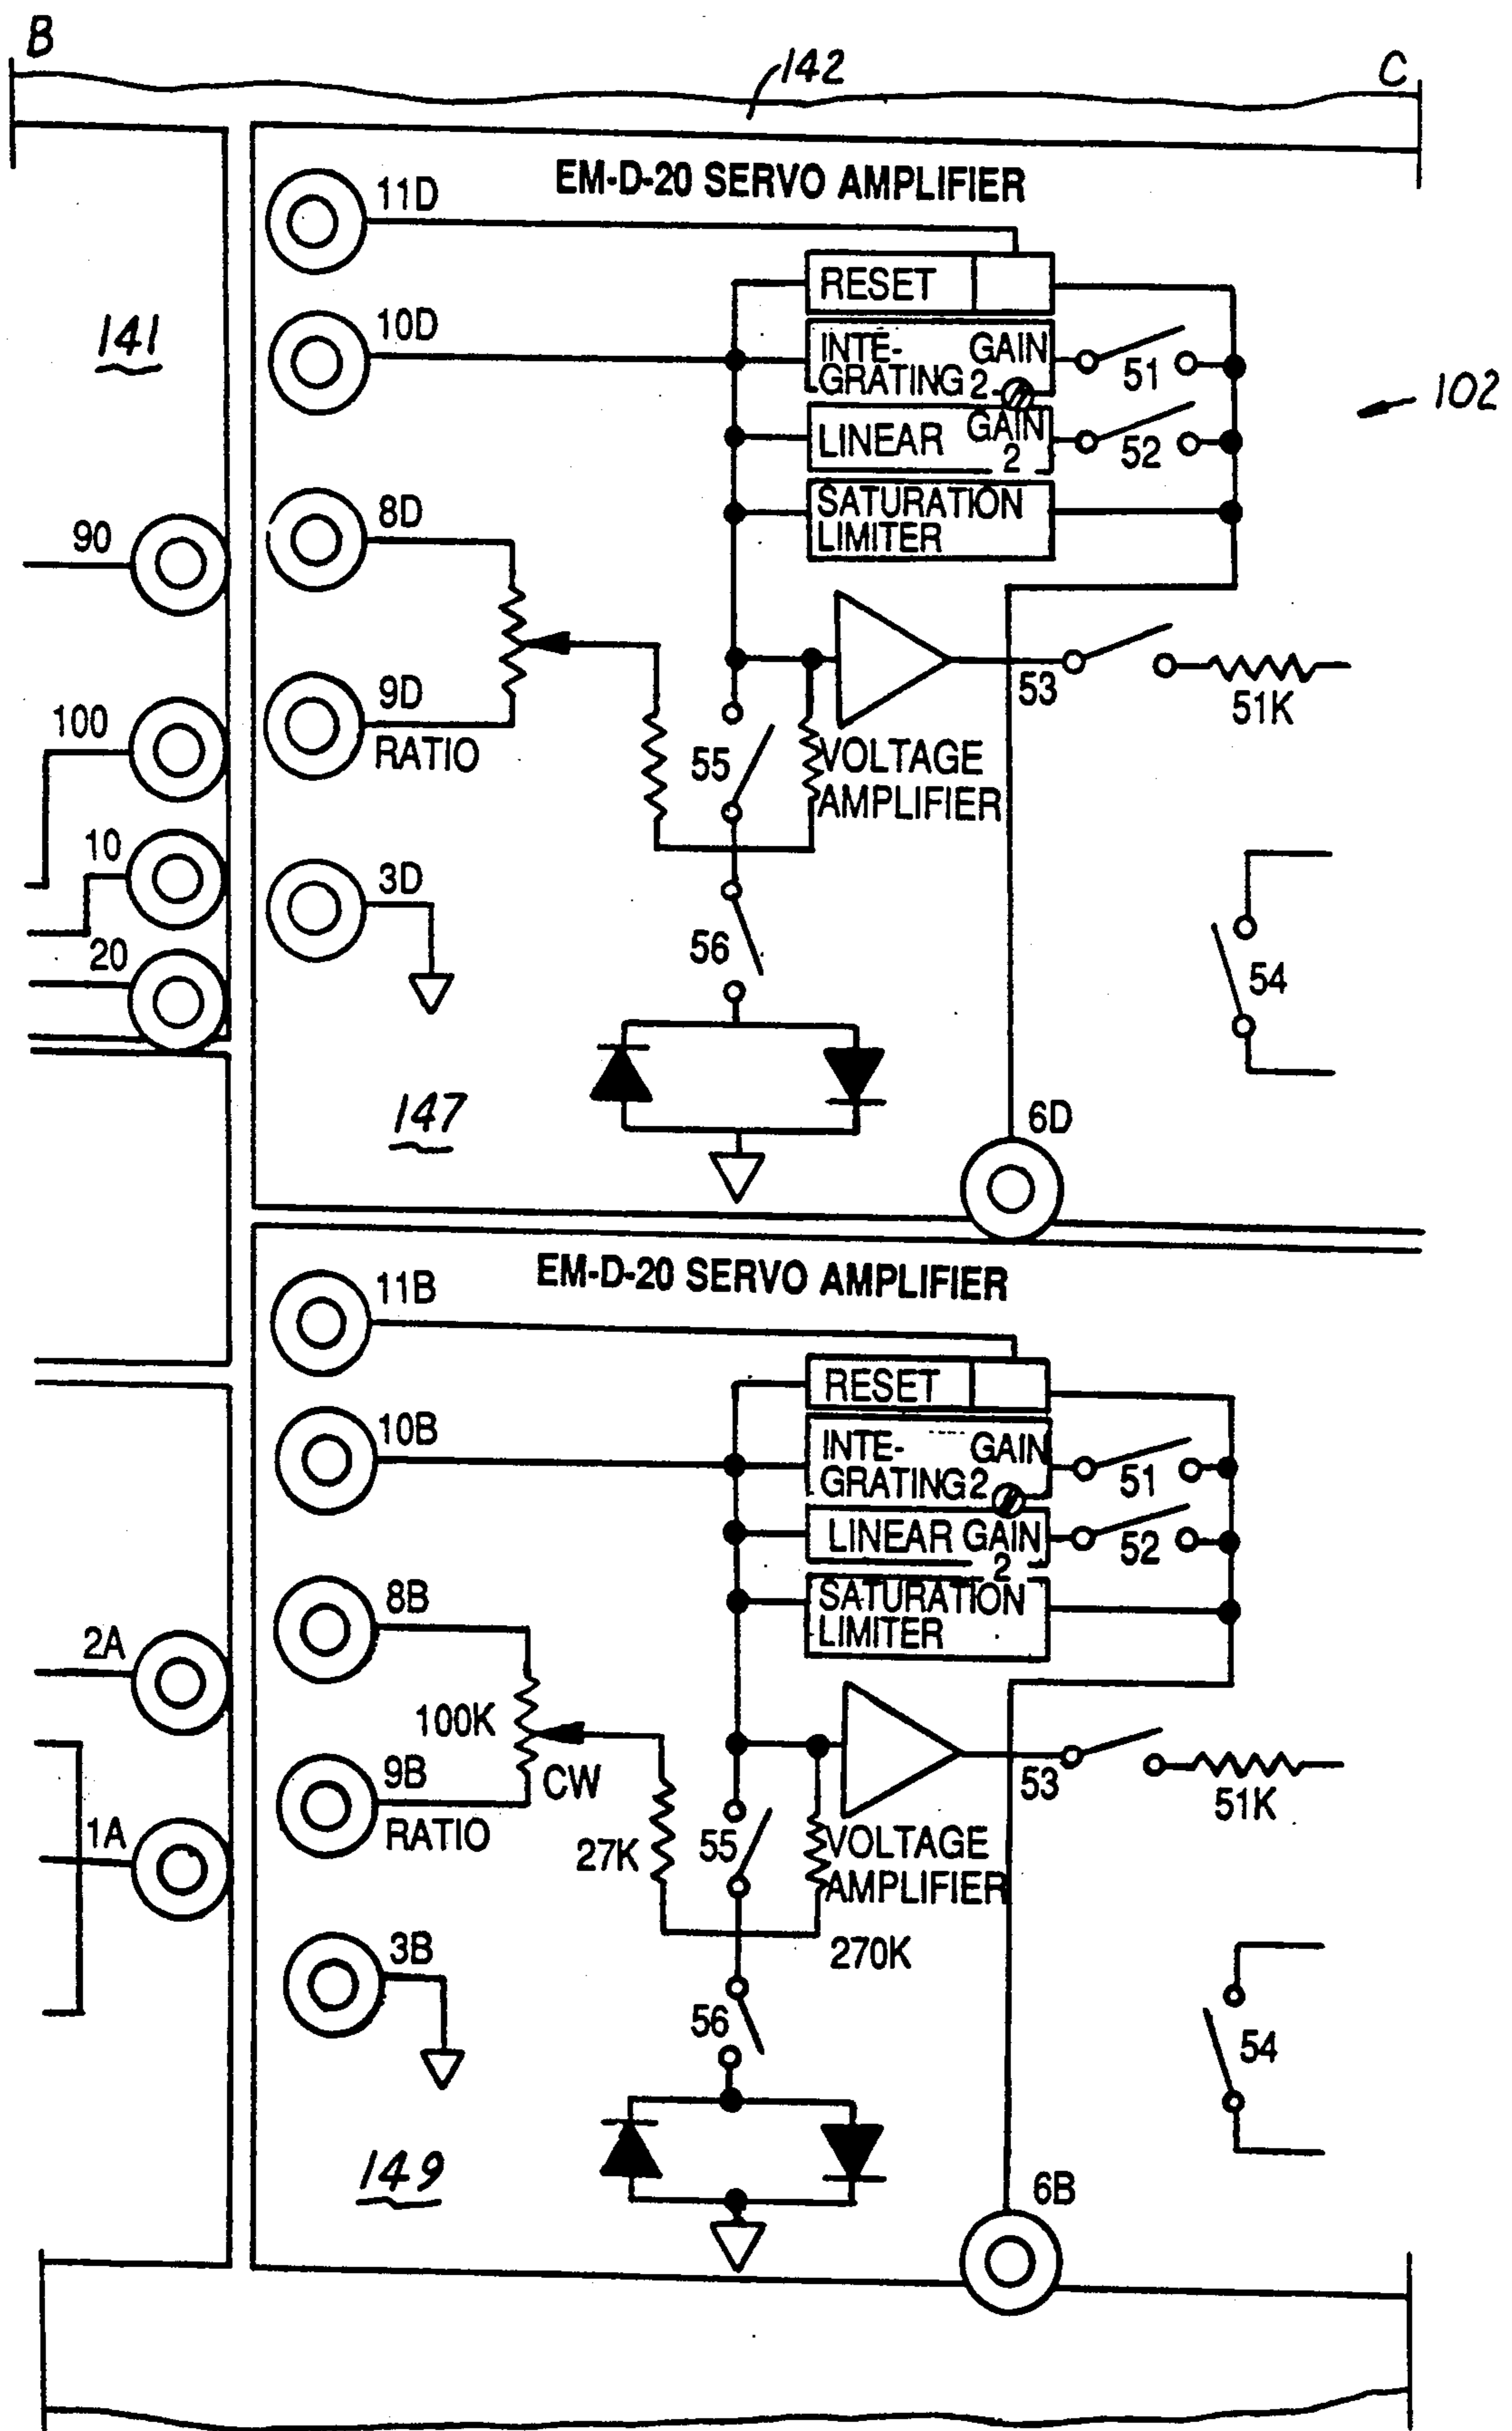 B
142
C
141
90
100
10
20
EM-D-20 SERVO AMPLIFIER
11D
10D
RESET
INTE- GAIN
GRATING 2
51
LINEAR GAIN
2
52
SATURATION
LIMITER
102
8D
9D
RATIO
53
51K
55
VOLTAGE
AMPLIFIER
3D
56
54
147
6D
2A
1A
EM-D-20 SERVO AMPLIFIER
11B
10B
RESET
INTE- GAIN
GRATING 2
51
LINEAR GAIN
2
52
SATURATION
LIMITER
8B
100K
9B
CW
RATIO
53
51K
27K
55
VOLTAGE
AMPLIFIER
270K
3B
56
54
149
6B